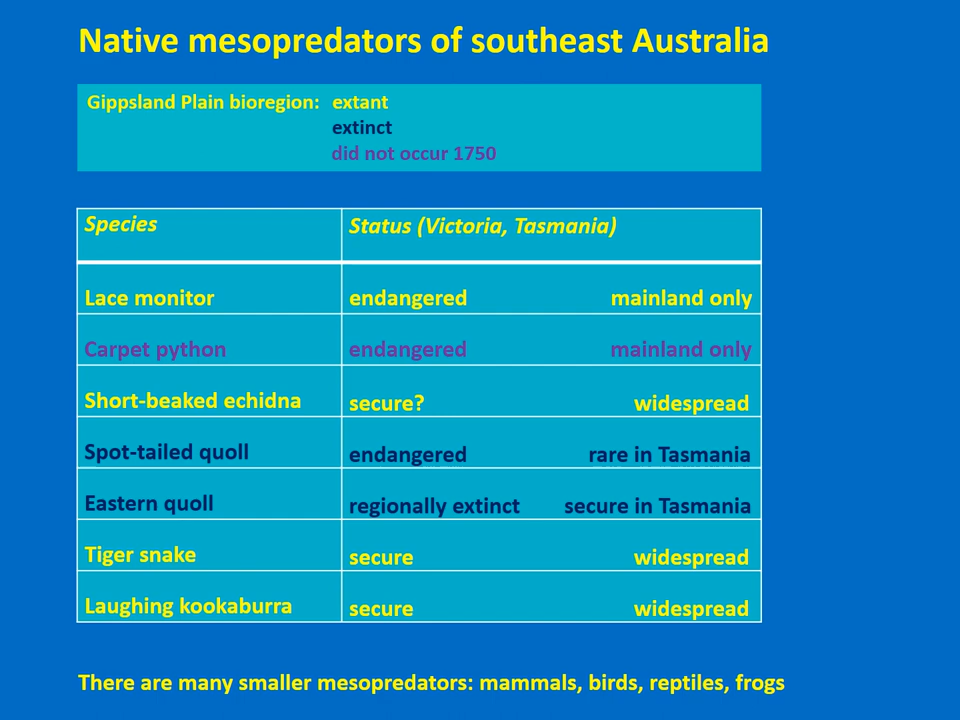 Native mesopredators of southeast Australia
Gippsland Plain bioregion: extant
extinct
did not occur 1750
Species Status (Victoria, Tasmania)
Lace monitor endangered mainland only
Carpet python endangered mainland only
Short-beaked echidna secure? widespread
Spot-tailed quoll endangered rare in Tasmania
Eastern quoll regionally extinct secure in Tasmania
Tiger snake secure widespread
Laughing kookaburra secure widespread
There are many smaller mesopredators: mammals, birds, reptiles, frogs